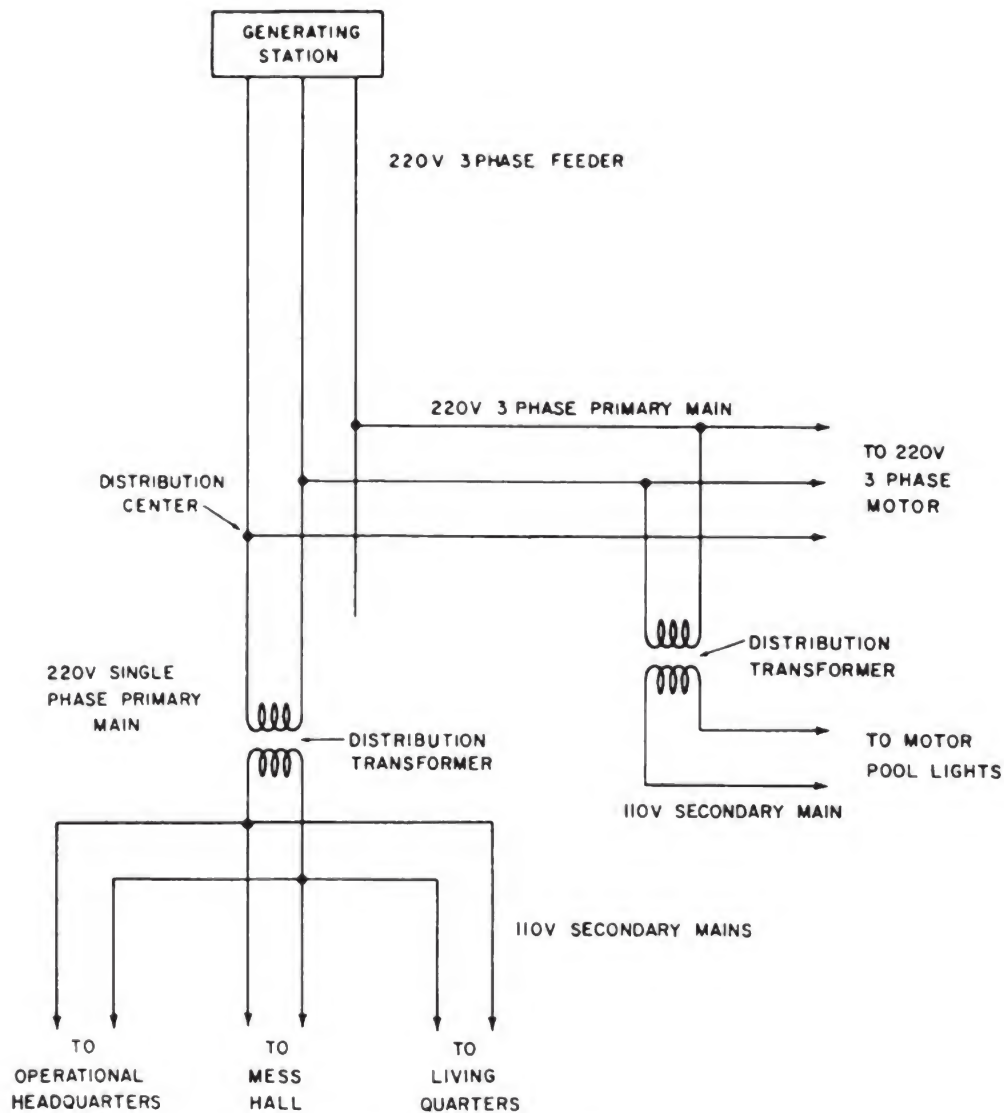 GENERATING
STATION
220V 3PHASE FEEDER
220V 3 PHASE PRIMARY MAIN
TO 220V
3 PHASE
MOTOR
DISTRIBUTION
CENTER
DISTRIBUTION
TRANSFORMER
220V SINGLE
PHASE PRIMARY
MAIN
DISTRIBUTION
TRANSFORMER
TO MOTOR
POOL LIGHTS
110V SECONDARY MAIN
110V SECONDARY MAINS
TO
OPERATIONAL
HEADQUARTERS
TO
MESS
HALL
TO
LIVING
QUARTERS